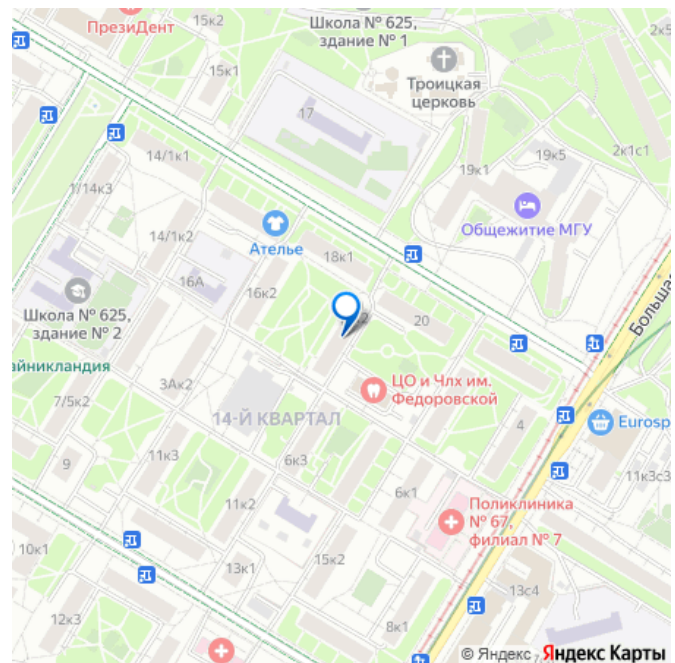 15к2
ПрезиДент
Школа № 625,
здание № 1
2к5
15к1
Троицкая
церковь
17
14/1к1
2к1с1
19к5
19к1
1/14к3
Общежитие МГУ
14/1к2
Ателье
18к1
16А
16к2
Большая
Школа № 625,
здание № 2
20
айникландия
ЦО и Члх им.
Федоровской
3Ак2
7/5к2
14-Й КВАРТАЛ
4
Eurosp
11к3
6к3
9
11к3с3
6к1
11к2
Поликлиника
№ 67,
филиал № 7
10к1
15к2
13к1
13с4
12к3
8к1
© Яндекс
Яндекс Карты